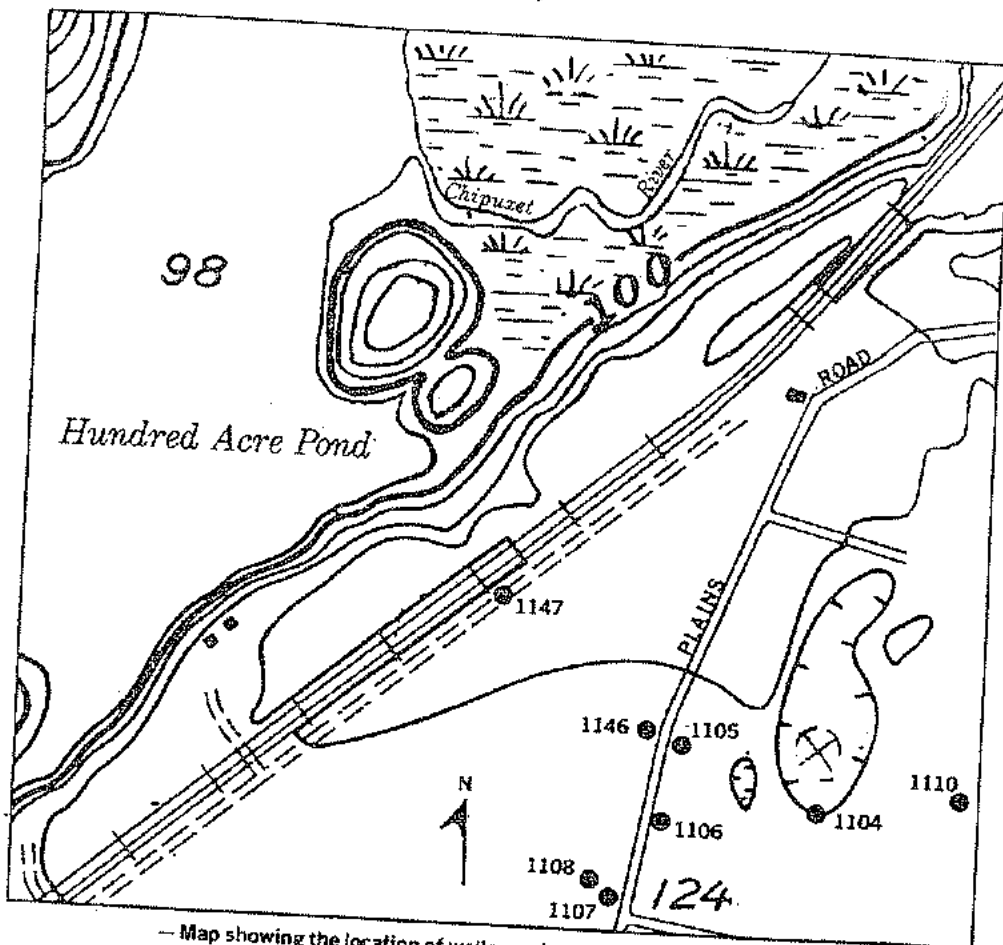 Chipuxet
River
98
100
ROAD
Hundred Acre Pond
1147
PLAINS
1146
1105
1110
N
1104
1106
1108
1107
124
— Map showing the location of